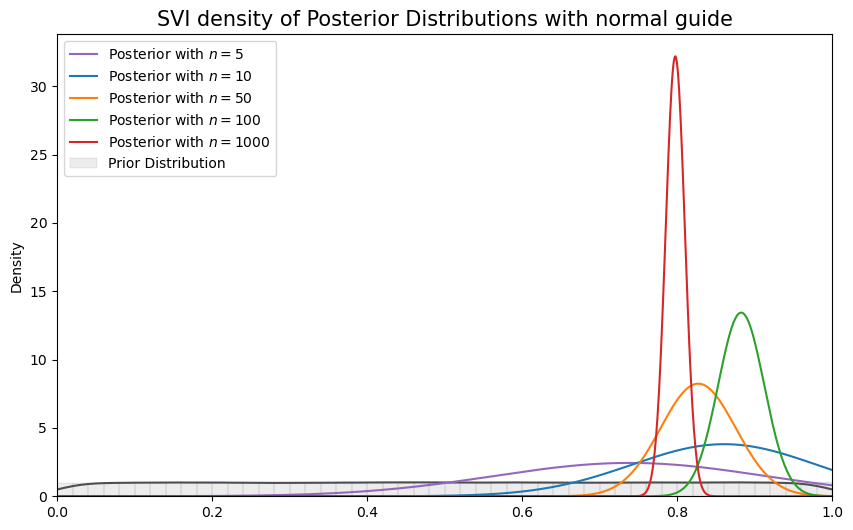 SVI density of Posterior Distributions with normal guide
Posterior with n = 5
Posterior with n = 10
Posterior with n = 50
Posterior with n = 100
Posterior with n = 1000
Prior Distribution
Density
30
25
20
15
10
5
0
0.0 0.2 0.4 0.6 0.8 1.0